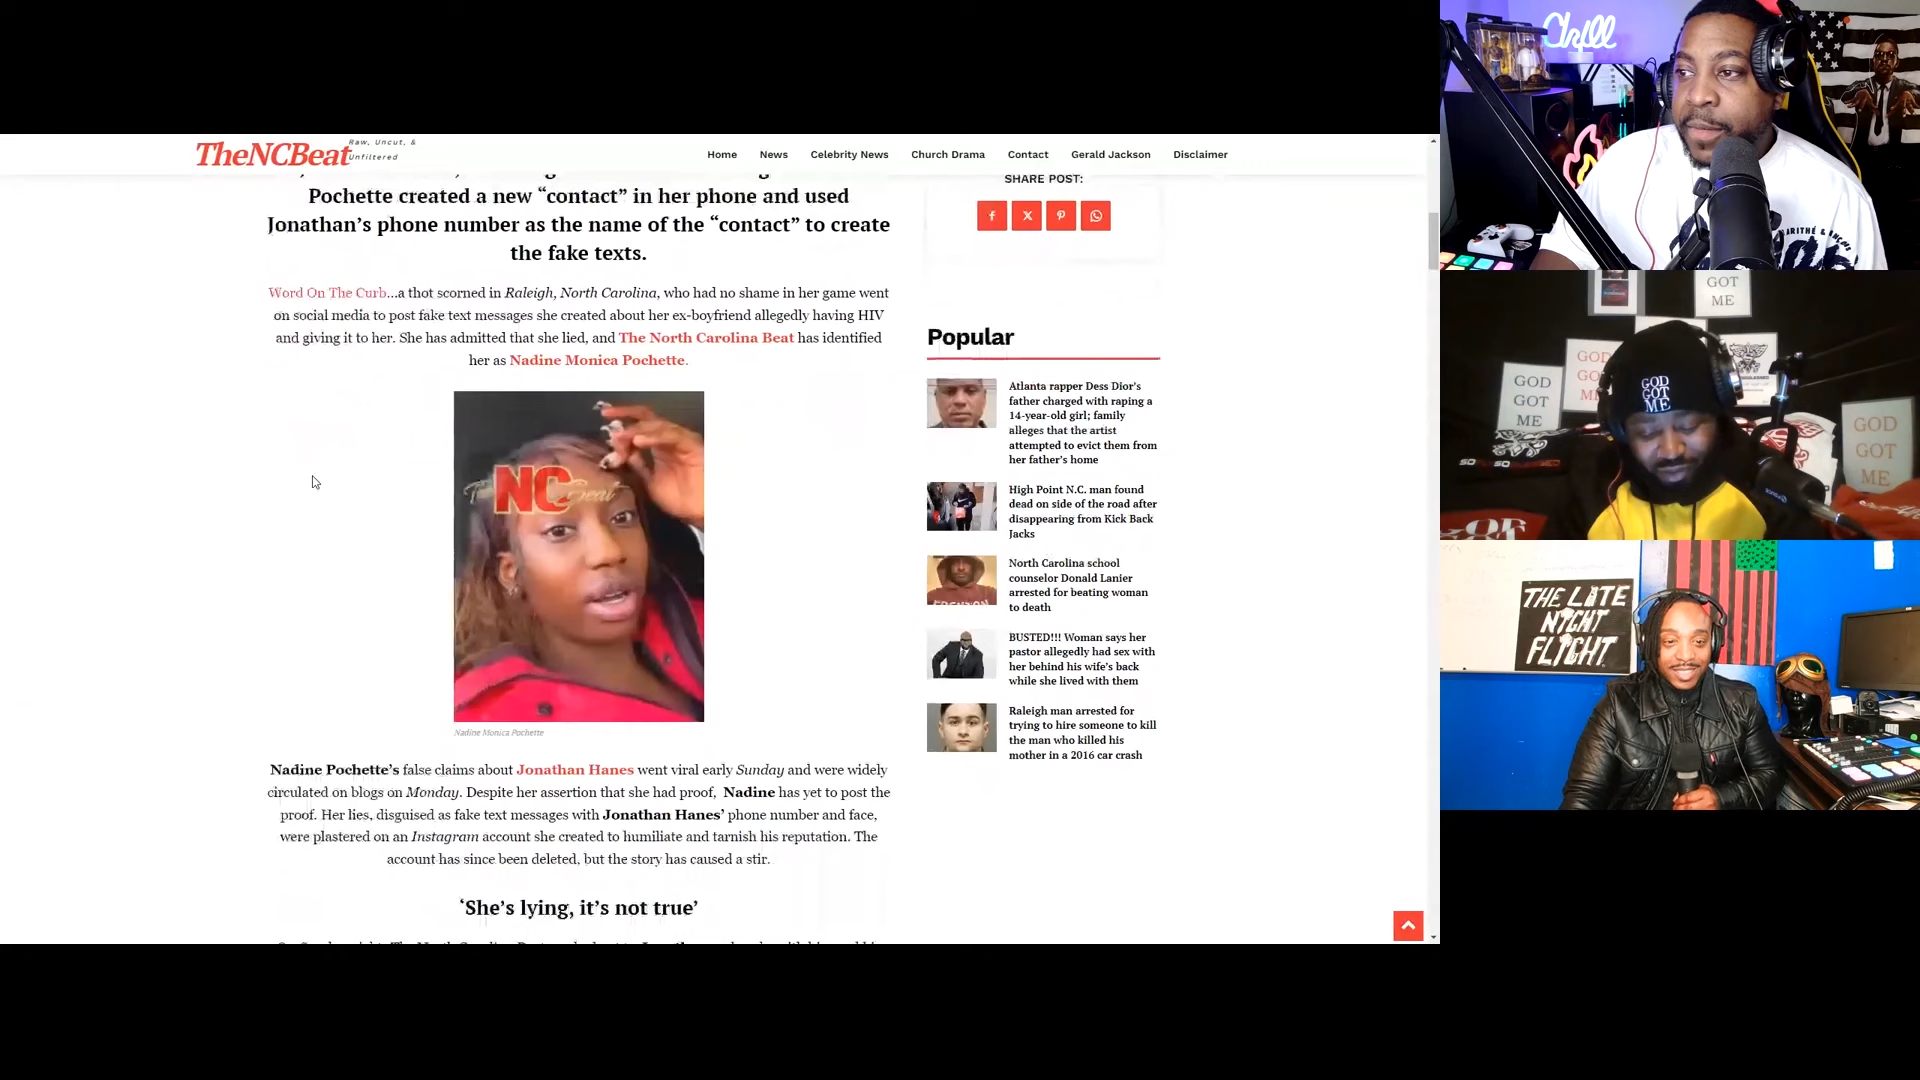 TheNCBeat
Raw, Uncut, &
Unfiltered
Home News Celebrity News Church Drama Contact Gerald Jackson Disclaimer
Pochette created a new “contact” in her phone and used
Jonathan’s phone number as the name of the “contact” to create
the fake texts.
Word On The Curb…a thot scorned in Raleigh, North Carolina, who had no shame in her game went
on social media to post fake text messages she created about her ex-boyfriend allegedly having HIV
and giving it to her. She has admitted that she lied, and The North Carolina Beat has identified
her as Nadine Monica Pochette.
NC
Beat
Nadine Monica Pochette
Nadine Pochette’s false claims about Jonathan Hanes went viral early Sunday and were widely
circulated on blogs on Monday. Despite her assertion that she had proof, Nadine has yet to post the
proof. Her lies, disguised as fake text messages with Jonathan Hanes’ phone number and face,
were plastered on an Instagram account she created to humiliate and tarnish his reputation. The
account has since been deleted, but the story has caused a stir.
‘She’s lying, it’s not true’
SHARE POST:
Popular
Atlanta rapper Dess Dior’s
father charged with raping a
14-year-old girl; family
alleges that the artist
attempted to evict them from
her father’s home
High Point N.C. man found
dead on side of the road after
disappearing from Kick Back
Jacks
North Carolina school
counselor Donald Lanier
arrested for beating woman
to death
BUSTED!!! Woman says her
pastor allegedly had sex with
her behind his wife’s back
while she lived with them
Raleigh man arrested for
trying to hire someone to kill
the man who killed his
mother in a 2016 car crash
Chill
GOT
ME
GOD
GOT
ME
GOD
GOT
ME
GOD
GOT
ME
THE LATE
NIGHT
FLIGHT